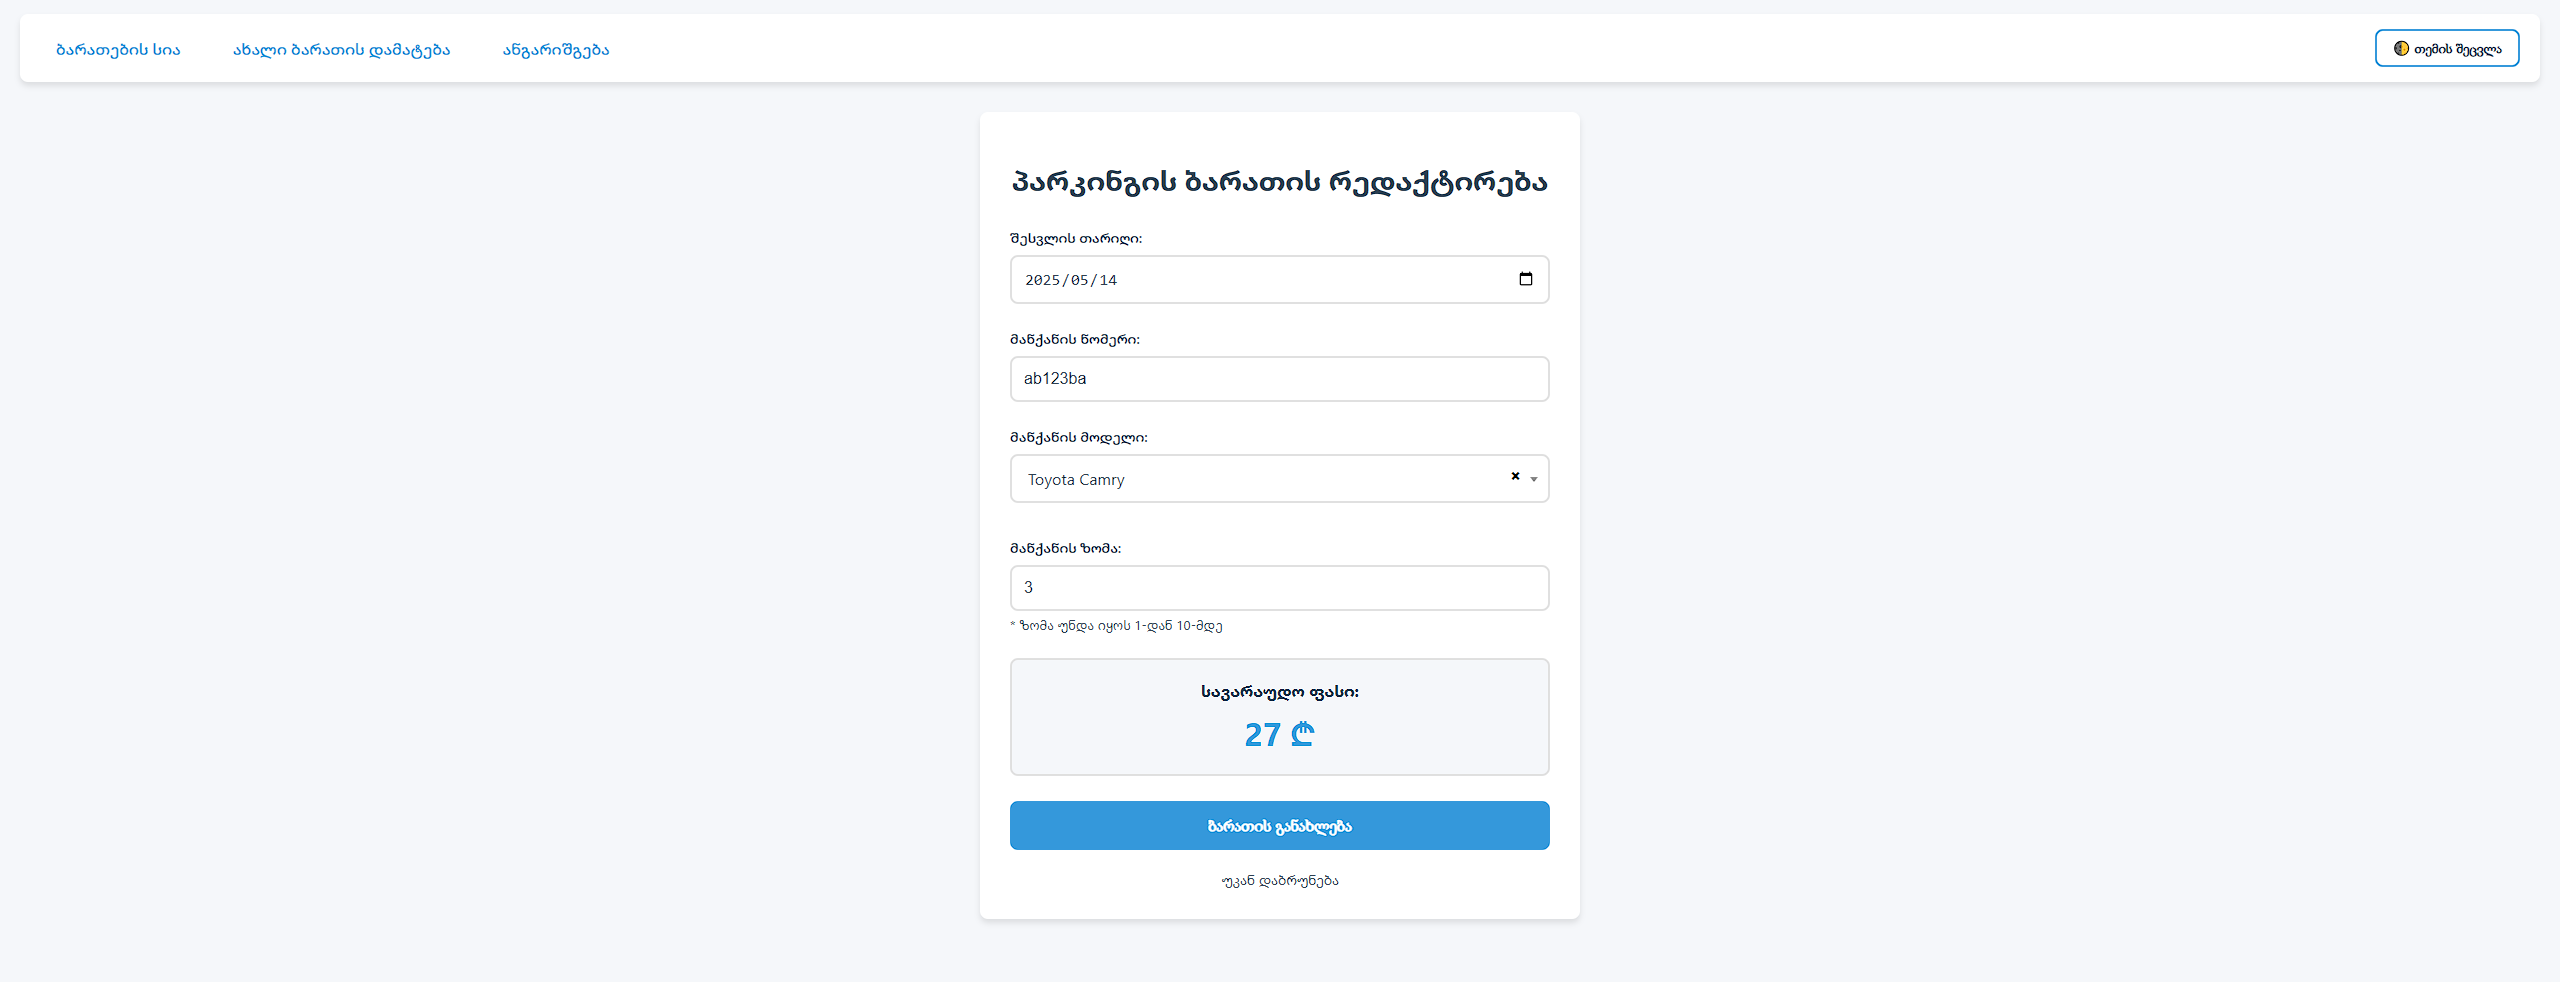 ბარათების სია
ახალი ბარათის დამატება
ანგარიშგება
თემის შეცვლა
პარკინგის ბარათის რედაქტირება
შესვლის თარიღი:
2025/05/14
მანქანის ნომერი:
ab123ba
მანქანის მოდელი:
Toyota Camry
×
მანქანის ზომა:
3
* ზომა უნდა იყოს 1-დან 10-მდე
სავარაუდო ფასი:
27 ₾
ბარათის განახლება
უკან დაბრუნება